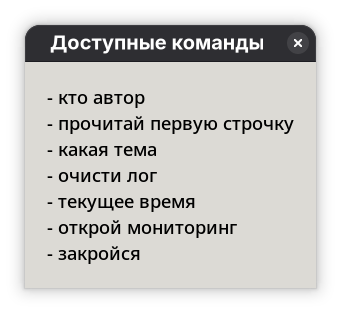 Доступные команды
- кто автор
- прочитай первую строчку
- какая тема
- очисти лог
- текущее время
- открой мониторинг
- закройся